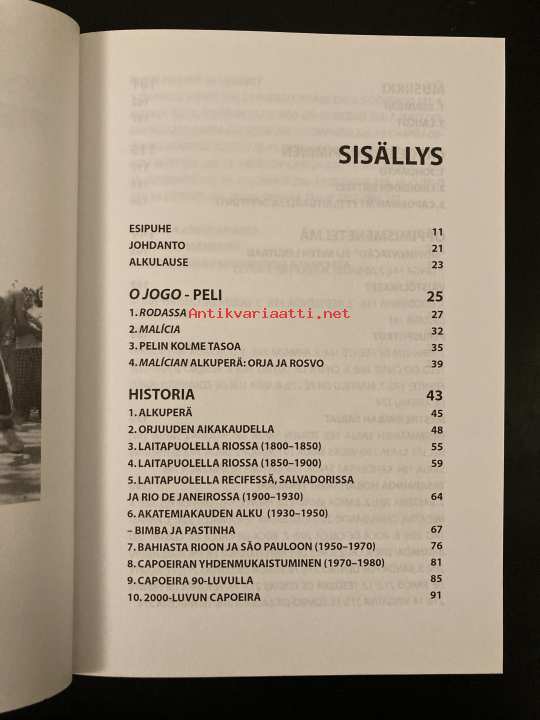 SISÄLLYS
ESIPUHE 11
JOHDANTO 21
ALKULAUSE 23
O JOGO - PELI 25
1. RODASSA 27
Antikvariaatti.net
2. MALÍCIA 32
3. PELIN KOLME TASOA 35
4. MALÍCIAN ALKUPERÄ: ORJA JA ROSVO 39
HISTORIA 43
1. ALKUPERÄ 45
2. ORJUUDEN AIKAKAUDELLA 48
3. LAITAPUOLELLA RIOSSA (1800–1850) 55
4. LAITAPUOLELLA RIOSSA (1850–1900) 59
5. LAITAPUOLELLA RECIFESSÄ, SALVADORISSA
JA RIO DE JANEIROSSA (1900–1930) 64
6. AKATEMIAKAUDEN ALKU (1930–1950)
– BIMBA JA PASTINHA 67
7. BAHIASTA RIOON JA SÃO PAULOON (1950–1970) 76
8. CAPOEIRAN YHDENMUKAISTUMINEN (1970–1980) 81
9. CAPOEIRA 90-LUVULLA 85
10. 2000-LUVUN CAPOEIRA 91